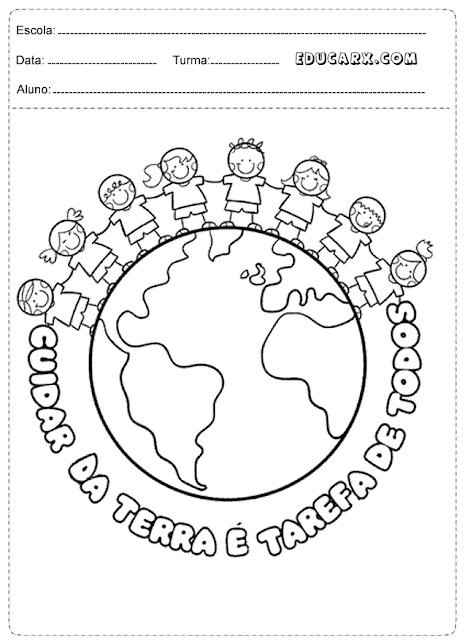 Escola:
Data: Turma: EDUCARX.COM
Aluno:
CUIDAR DA TERRA É TAREFA DE TODOS